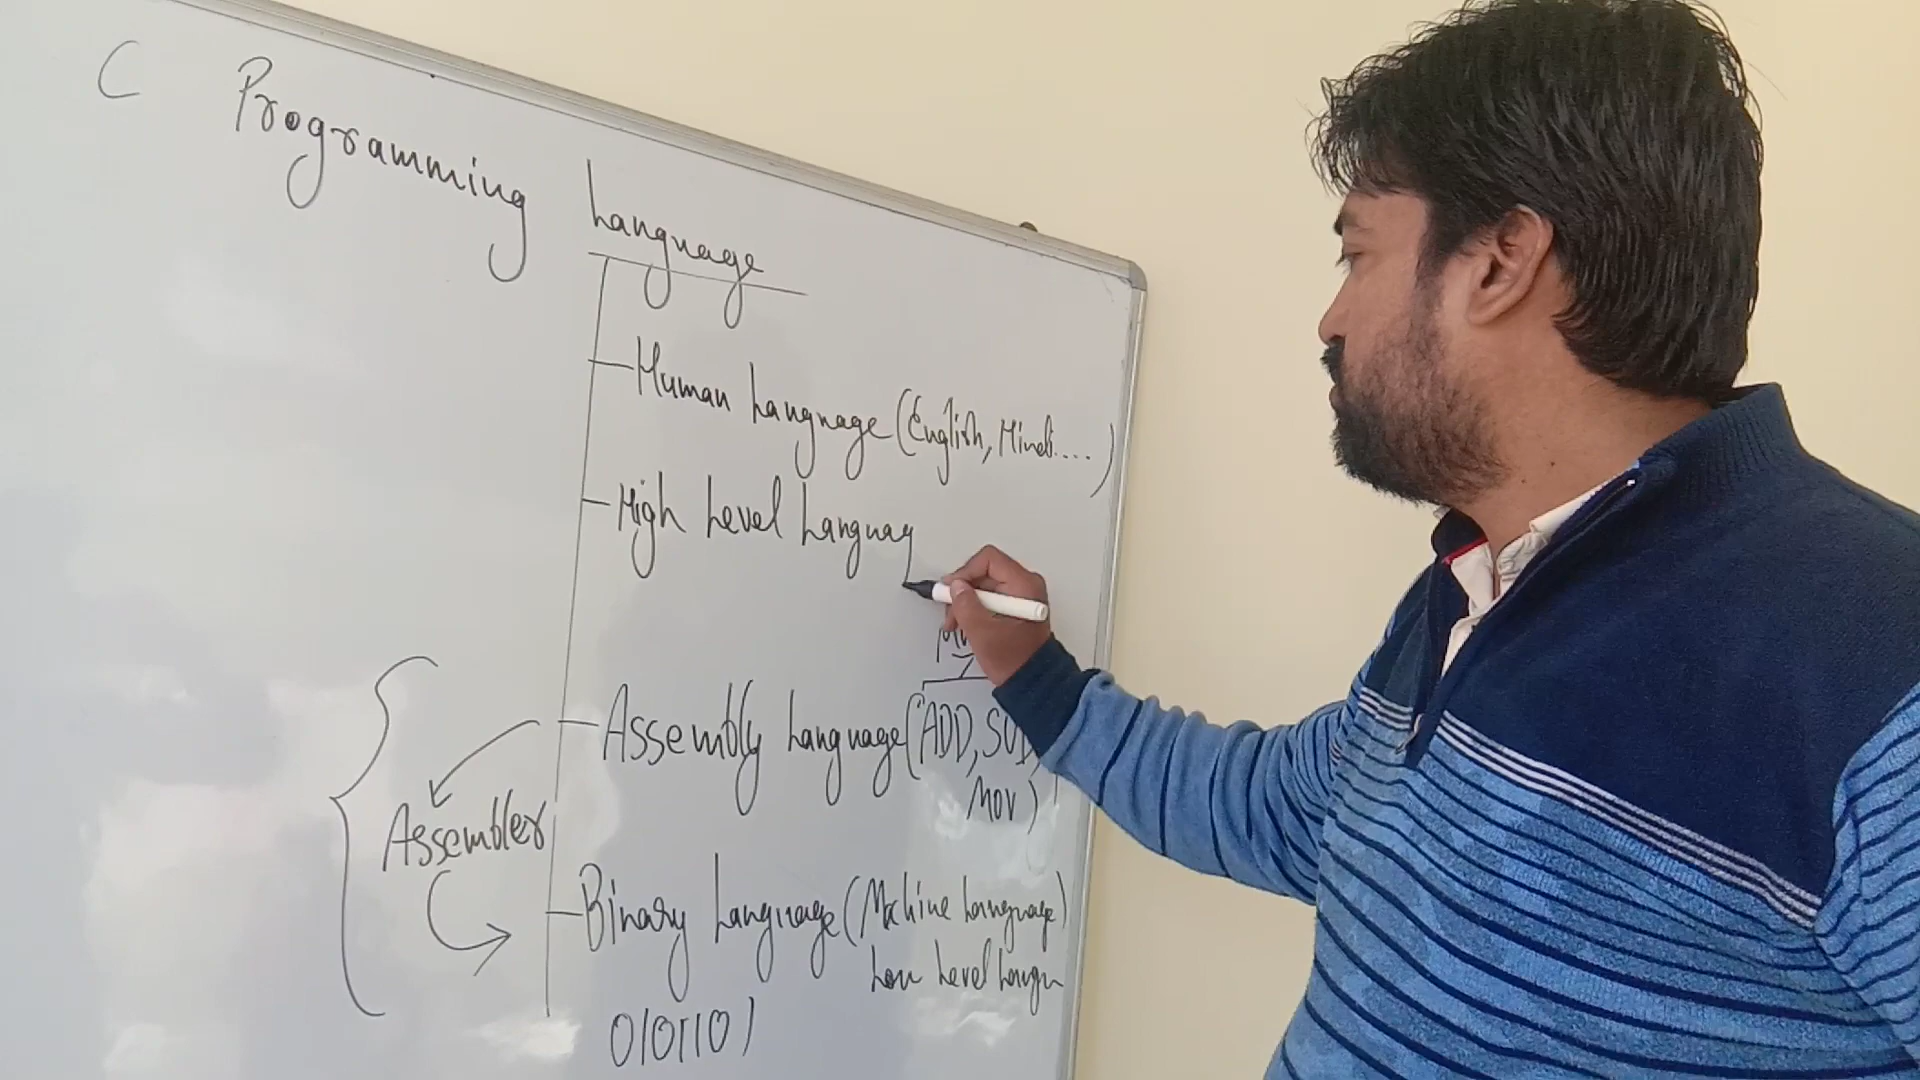 C Programming Language
Human Language (English, Hindi....)
High Level Languag
Assembly Language (ADD, SUB,
MOV)
Assembler
Binary Language (Machine Language)
Low Level Langu
0101101